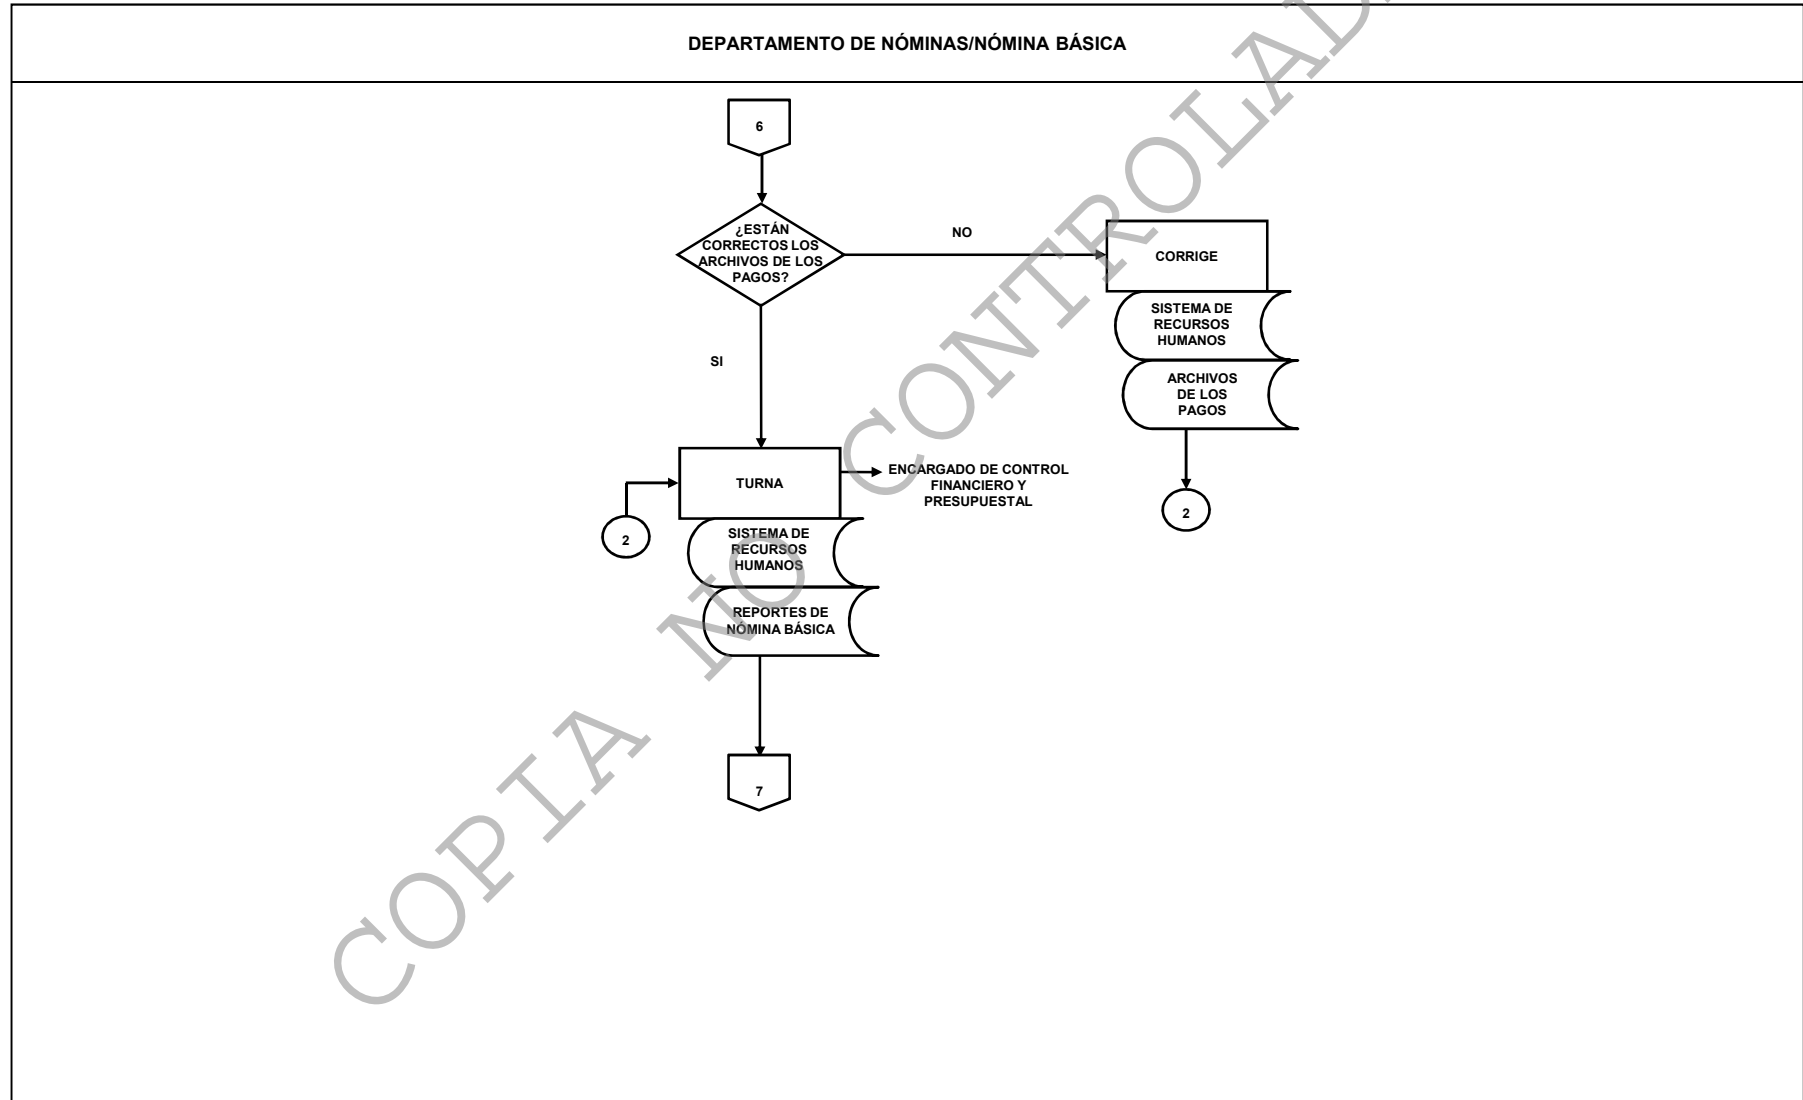 DEPARTAMENTO DE NÓMINAS/NÓMINA BÁSICA
6
¿ESTÁN
CORRECTOS LOS
ARCHIVOS DE LOS
PAGOS?
NO
CORRIGE
SISTEMA DE
RECURSOS
HUMANOS
ARCHIVOS
DE LOS
PAGOS
2
SI
TURNA
ENCARGADO DE CONTROL
FINANCIERO Y
PRESUPUESTAL
2
SISTEMA DE
RECURSOS
HUMANOS
REPORTES DE
NÓMINA BÁSICA
7
COPIA NO CONTROLAD